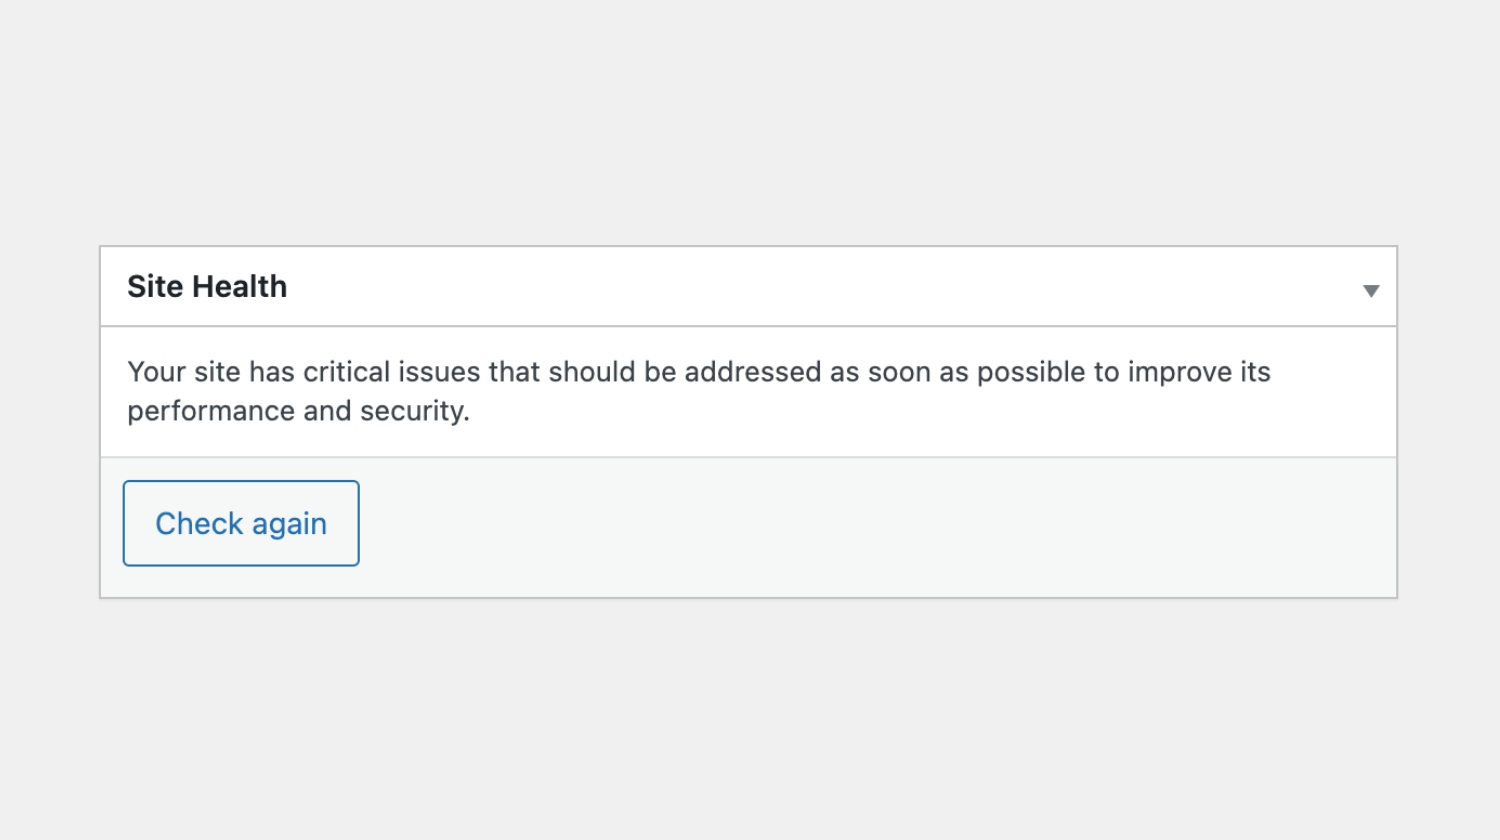 Site Health
Your site has critical issues that should be addressed as soon as possible to improve its
performance and security.
Check again